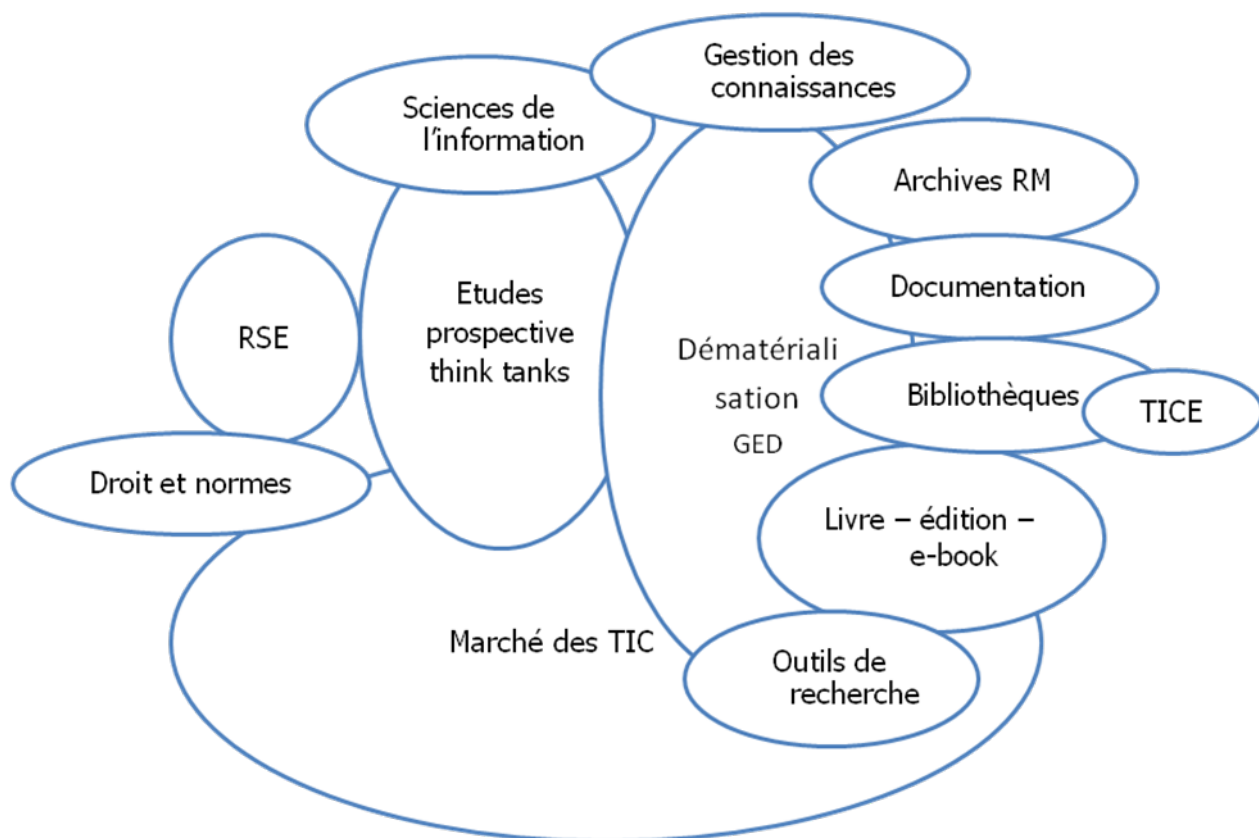 Gestion des
connaissances
Sciences de
l'information
Archives RM
Documentation
Etudes
prospective
think tanks
RSE
Dématériali
sation
GED
Bibliothèques
TICE
Droit et normes
Livre – édition –
e-book
Marché des TIC
Outils de
recherche